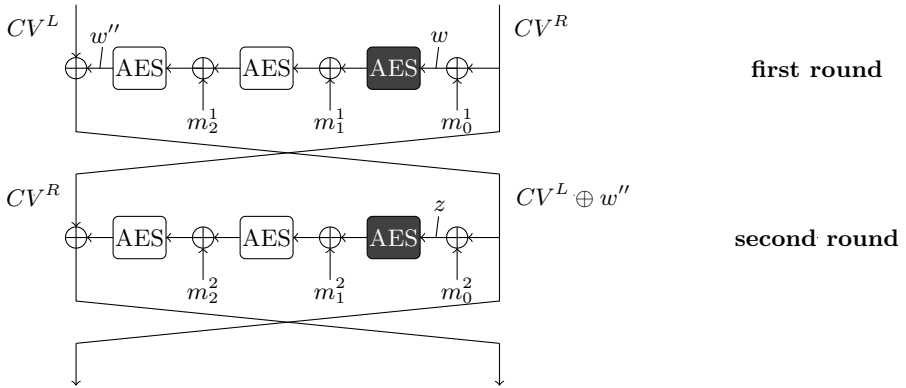 CV^L w'' CV^R
AES AES AES w first round
m_2^1 m_1^1 m_0^1
CV^R z CV^L ⊕ w''
AES AES AES second round
m_2^2 m_1^2 m_0^2